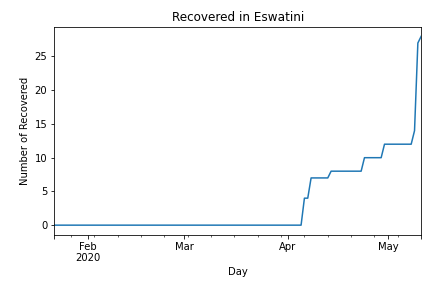 Recovered in Eswatini
Number of Recovered
25
20
15
10
5
0
Feb
2020
Mar
Apr
May
Day